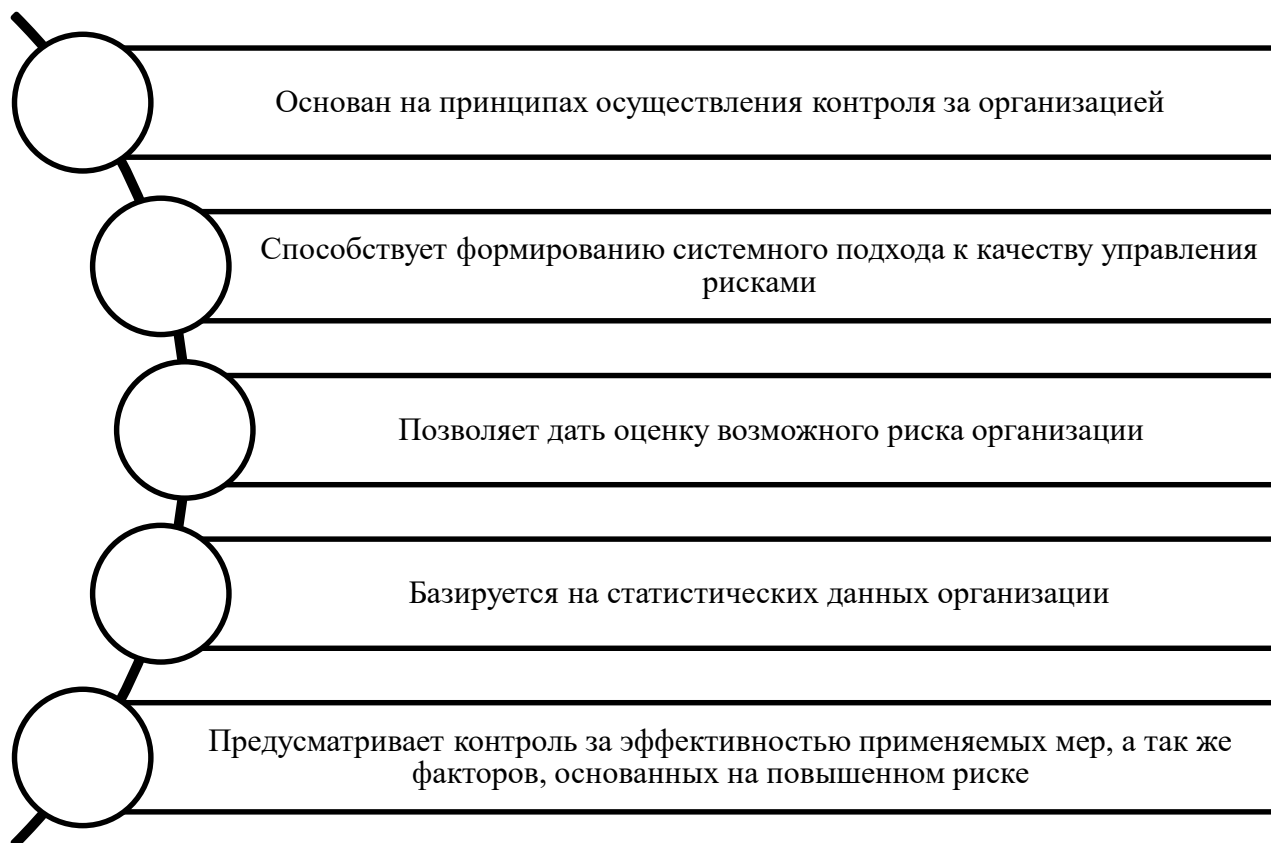 Основан на принципах осуществления контроля за организацией
Способствует формированию системного подхода к качеству управления
рисками
Позволяет дать оценку возможного риска организации
Базируется на статистических данных организации
Предусматривает контроль за эффективностью применяемых мер, а так же
факторов, основанных на повышенном риске